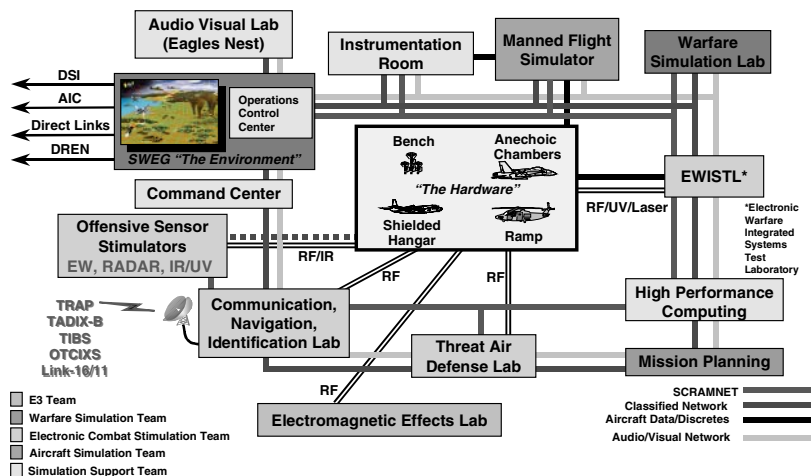 Audio Visual Lab
(Eagles Nest)
Instrumentation
Room
Manned Flight
Simulator
Warfare
Simulation Lab
DSI
AIC
Direct Links
DREN
Operations
Control
Center
SWEG “The Environment”
Command Center
Bench
Anechoic
Chambers
“The Hardware”
Shielded
Hangar
Ramp
EWISTL*
RF/UV/Laser
*Electronic
Warfare
Integrated
Systems
Test
Laboratory
Offensive Sensor
Stimulators
EW, RADAR, IR/UV
RF/IR
RF
RF
TRAP
TADIX-B
TIBS
OTCIXS
Link-16/11
Communication,
Navigation,
Identification Lab
High Performance
Computing
Threat Air
Defense Lab
Mission Planning
RF
Electromagnetic Effects Lab
E3 Team
Warfare Simulation Team
Electronic Combat Stimulation Team
Aircraft Simulation Team
Simulation Support Team
SCRAMNET
Classified Network
Aircraft Data/Discretes
Audio/Visual Network